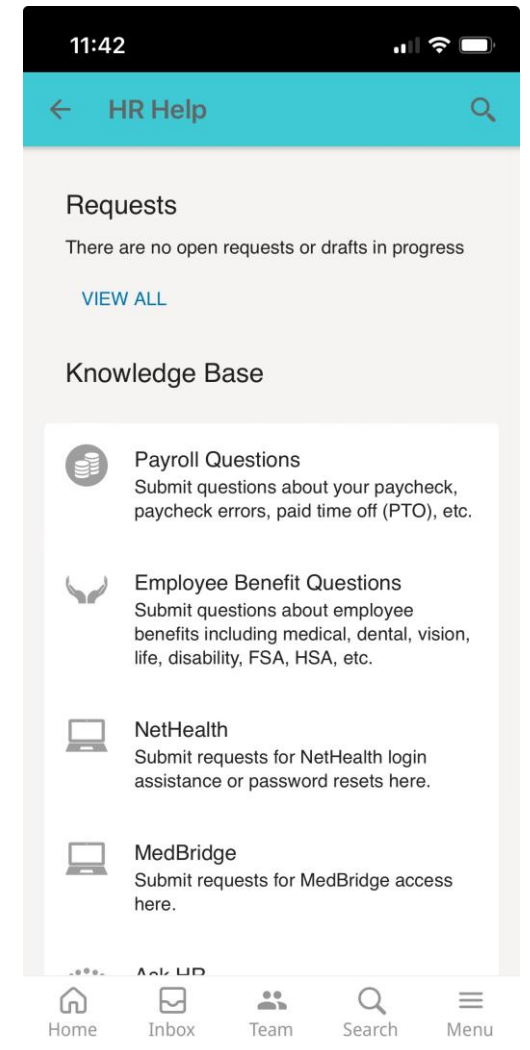 11:42
HR Help
Requests
There are no open requests or drafts in progress
VIEW ALL
Knowledge Base
Payroll Questions
Submit questions about your paycheck,
paycheck errors, paid time off (PTO), etc.
Employee Benefit Questions
Submit questions about employee
benefits including medical, dental, vision,
life, disability, FSA, HSA, etc.
NetHealth
Submit requests for NetHealth login
assistance or password resets here.
MedBridge
Submit requests for MedBridge access
here.
Ask HR
Home Inbox Team Search Menu